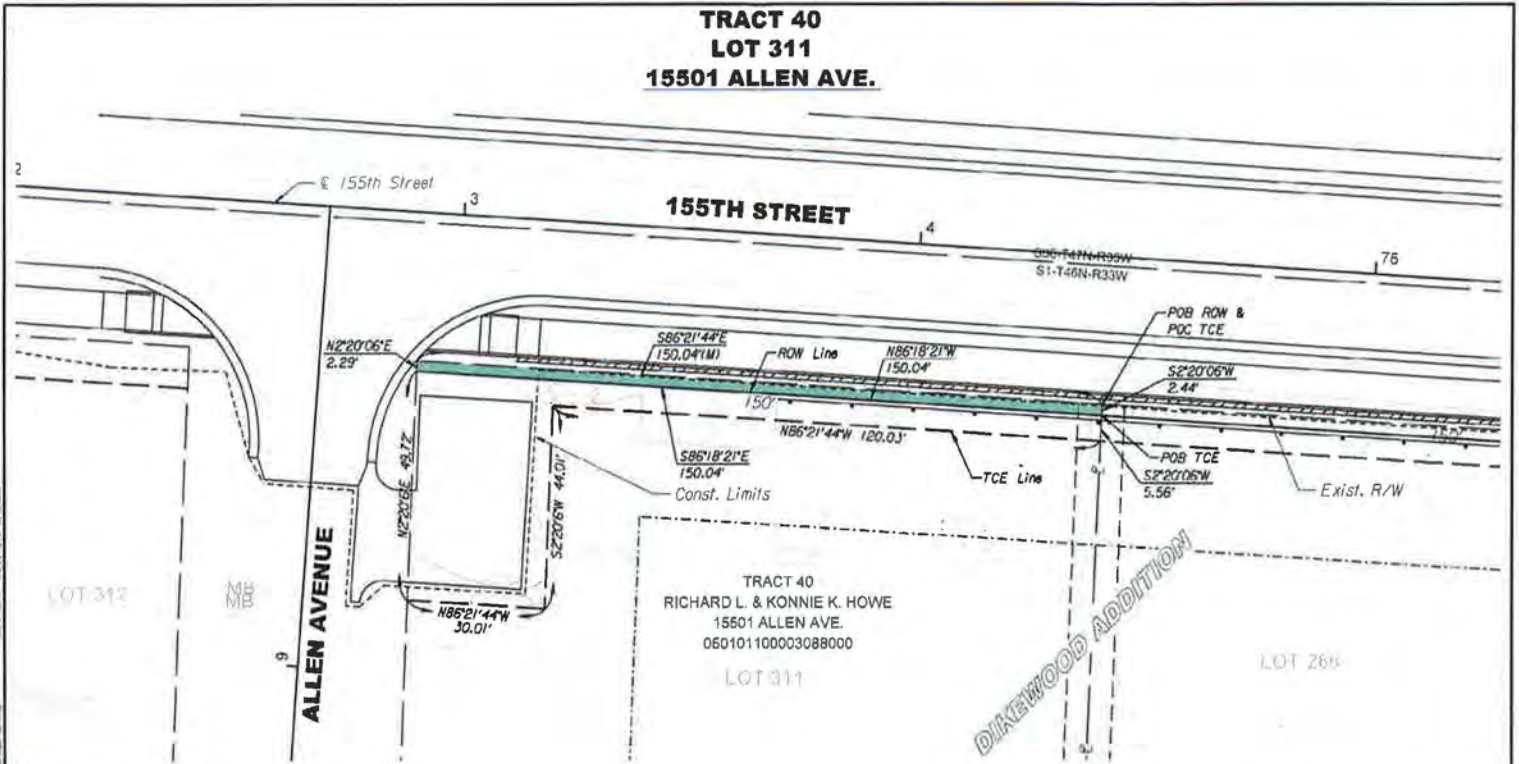 TRACT 40
LOT 311
15501 ALLEN AVE.
2
℄ 155th Street
3
155TH STREET
4
S1-T46N-R33W
76
POB ROW &
POC TCE
N2°20'06"E
2.29'
S86°21'44"E
150.04'(M)
ROW Line
N86°18'21"W
150.04'
S2°20'06"W
2.44'
150'
N86°21'44"W 120.03'
S86°18'21"E
150.04'
Const. Limits
TCE Line
POB TCE
S2°20'06"W
5.56'
Exist. R/W
N2°20'6"E 49.72'
S2°20'6"W 44.01'
N86°21'44"W
30.01'
LOT 312
MB
MB
ALLEN AVENUE
9
TRACT 40
RICHARD L. & KONNIE K. HOWE
15501 ALLEN AVE.
060101100003088000
LOT 311
DIKEWOOD ADDITION
LOT 266